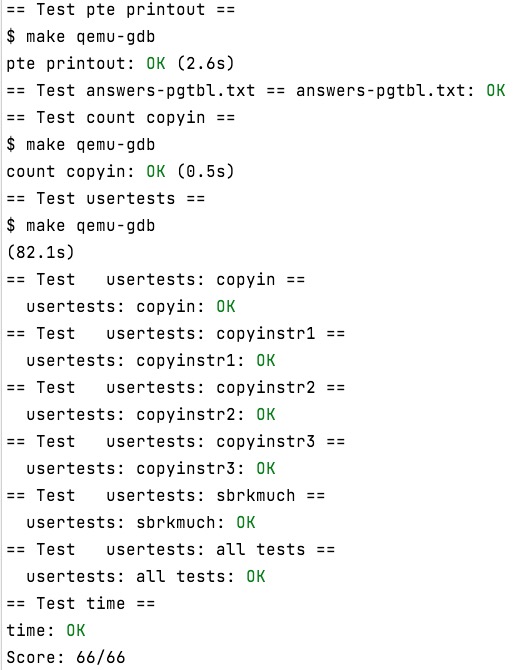 == Test pte printout ==
$ make qemu-gdb
pte printout: OK (2.6s)
== Test answers-pgtbl.txt == answers-pgtbl.txt: OK
== Test count copyin ==
$ make qemu-gdb
count copyin: OK (0.5s)
== Test usertests ==
$ make qemu-gdb
(82.1s)
== Test   usertests: copyin ==
  usertests: copyin: OK
== Test   usertests: copyinstr1 ==
  usertests: copyinstr1: OK
== Test   usertests: copyinstr2 ==
  usertests: copyinstr2: OK
== Test   usertests: copyinstr3 ==
  usertests: copyinstr3: OK
== Test   usertests: sbrkmuch ==
  usertests: sbrkmuch: OK
== Test   usertests: all tests ==
  usertests: all tests: OK
== Test time ==
time: OK
Score: 66/66